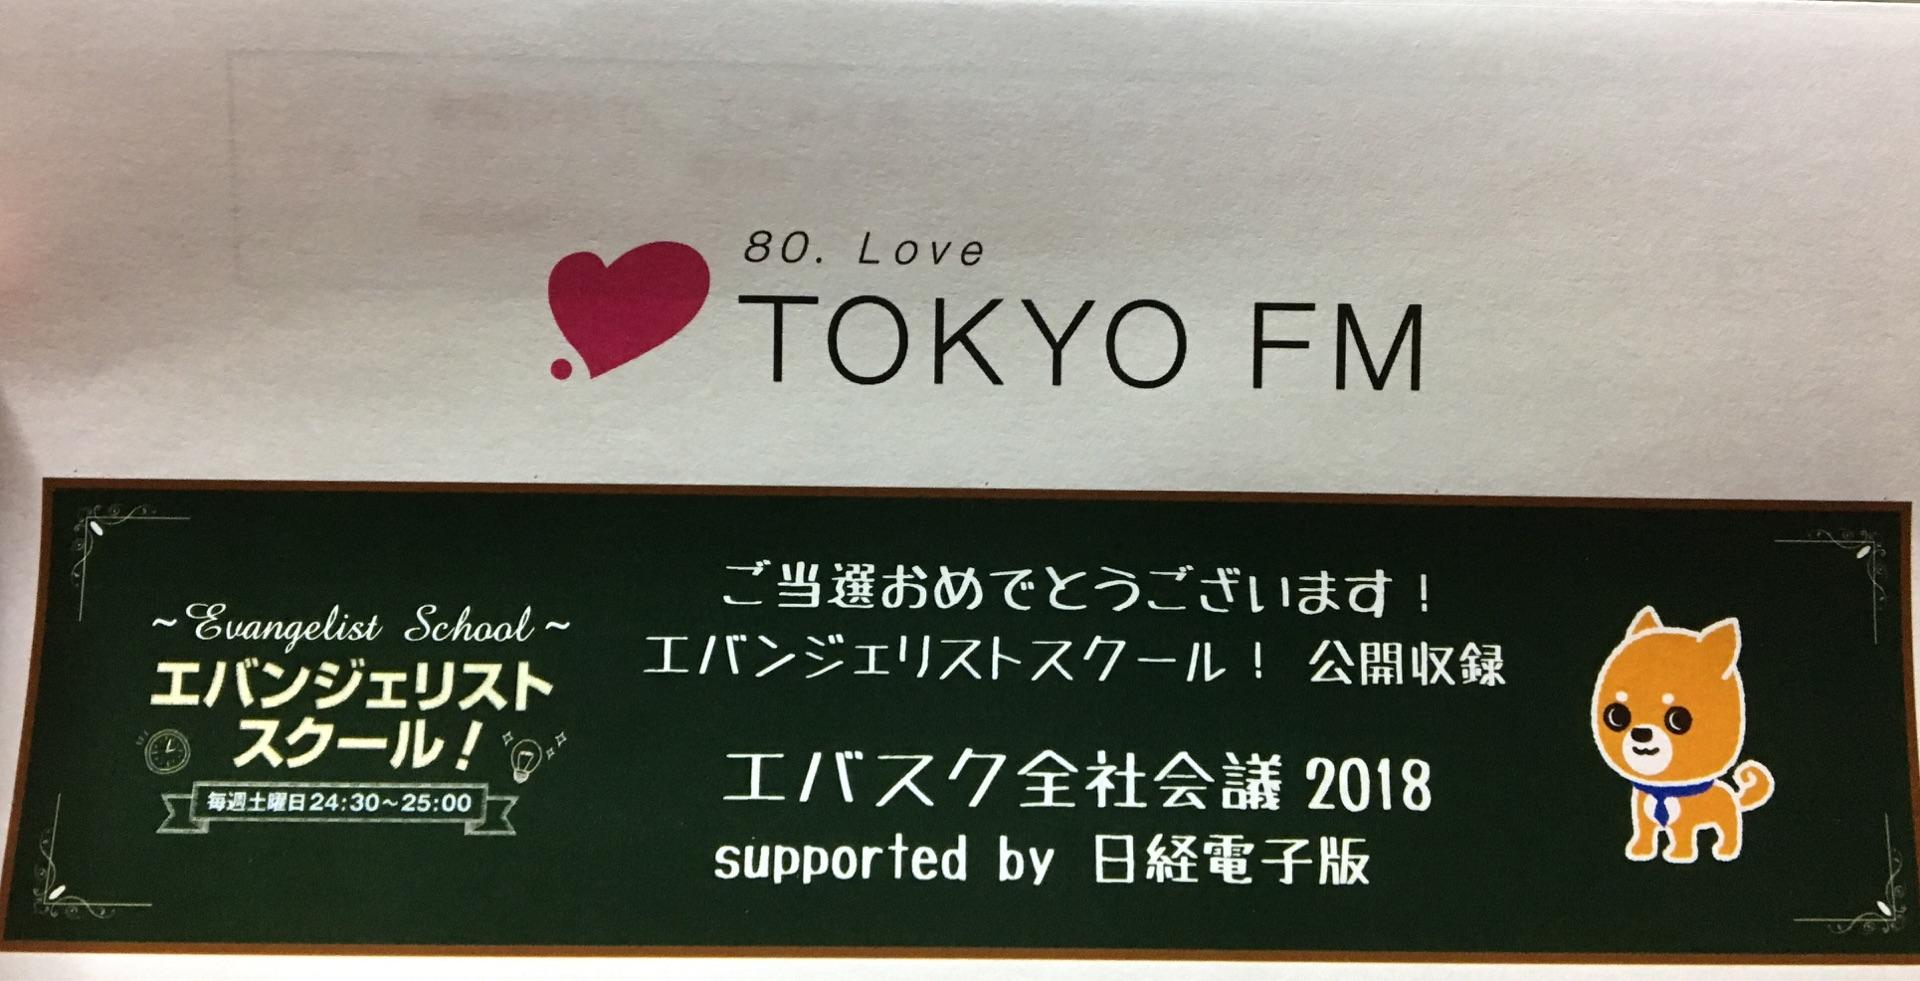 80. Love
TOKYO FM
~Evangelist School~
エバンジェリスト
スクール!
毎週土曜日24:30~25:00
ご当選おめでとうございます!
エバンジェリストスクール! 公開収録
エバスク全社会議 2018
supported by 日経電子版